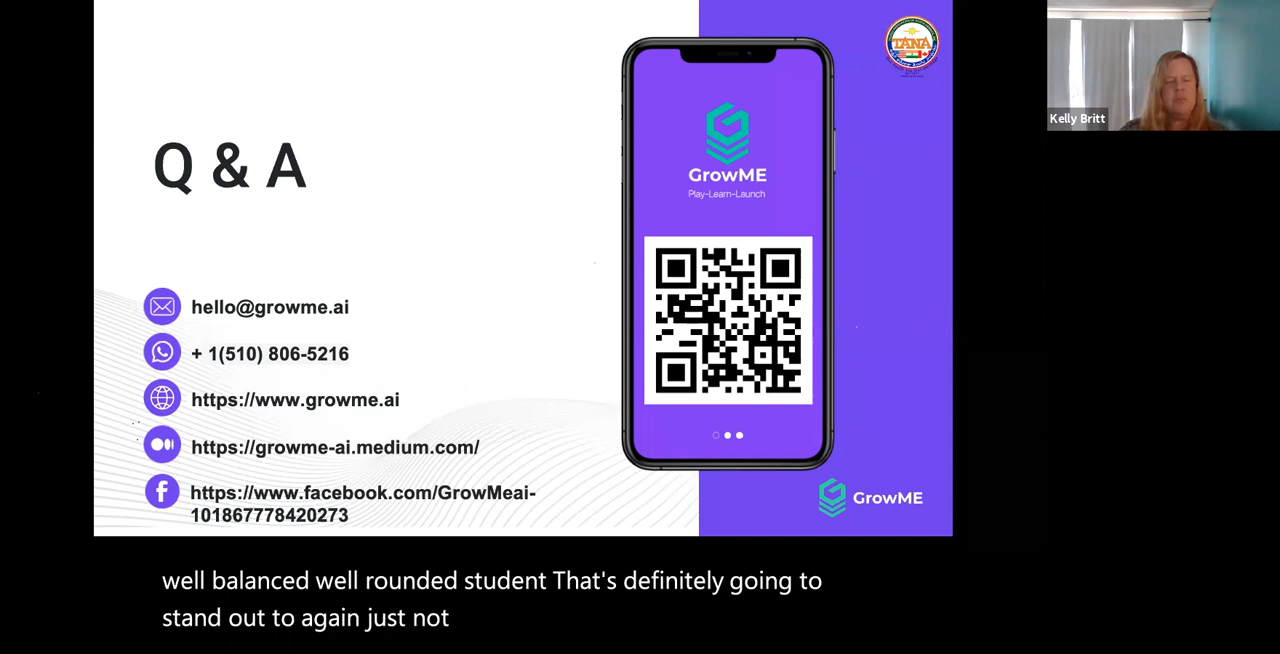 Q & A
hello@growme.ai
+ 1(510) 806-5216
https://www.growme.ai
https://growme-ai.medium.com/
https://www.facebook.com/GrowMeai-
101867778420273
GrowME
Play-Learn-Launch
TANA
GrowME
Kelly Britt
well balanced well rounded student That's definitely going to
stand out to again just not